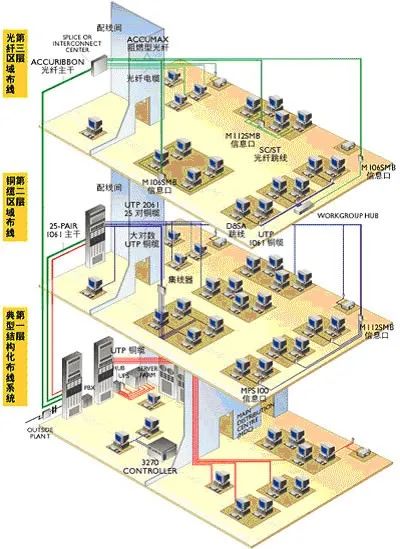 第三层
光纤区域布线
配线间
SPLICE OR
INTERCONNECT
CENTER
ACCUMAX
阻燃型光纤
ACCURIBBON
光纤主干
光纤电缆
M112SMB
信息口
SC/ST
光纤跳线
M106SMB
信息口
M106SMB
信息口
第二层
铜缆区域布线
配线间
UTP 2061
25 对铜缆
D8SA
跳线
UTP
1061 铜缆
WORKGROUP HUB
25-PAIR
1061 主干
大对数
UTP 铜缆
集线器
M112SMB
信息口
第一层
典型结构化布线系统
UTP 铜缆
HUB
UPS
SERVER
FARM
PBX
MPS100
信息口
MAIN
DISTRIBUTION
CENTRE
OUTSIDE
PLANT
3270
CONTROLLER